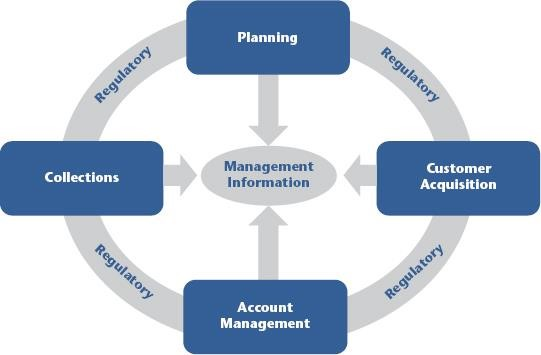 Planning
Regulatory
Regulatory
Collections
Management
Information
Customer
Acquisition
Regulatory
Regulatory
Account
Management